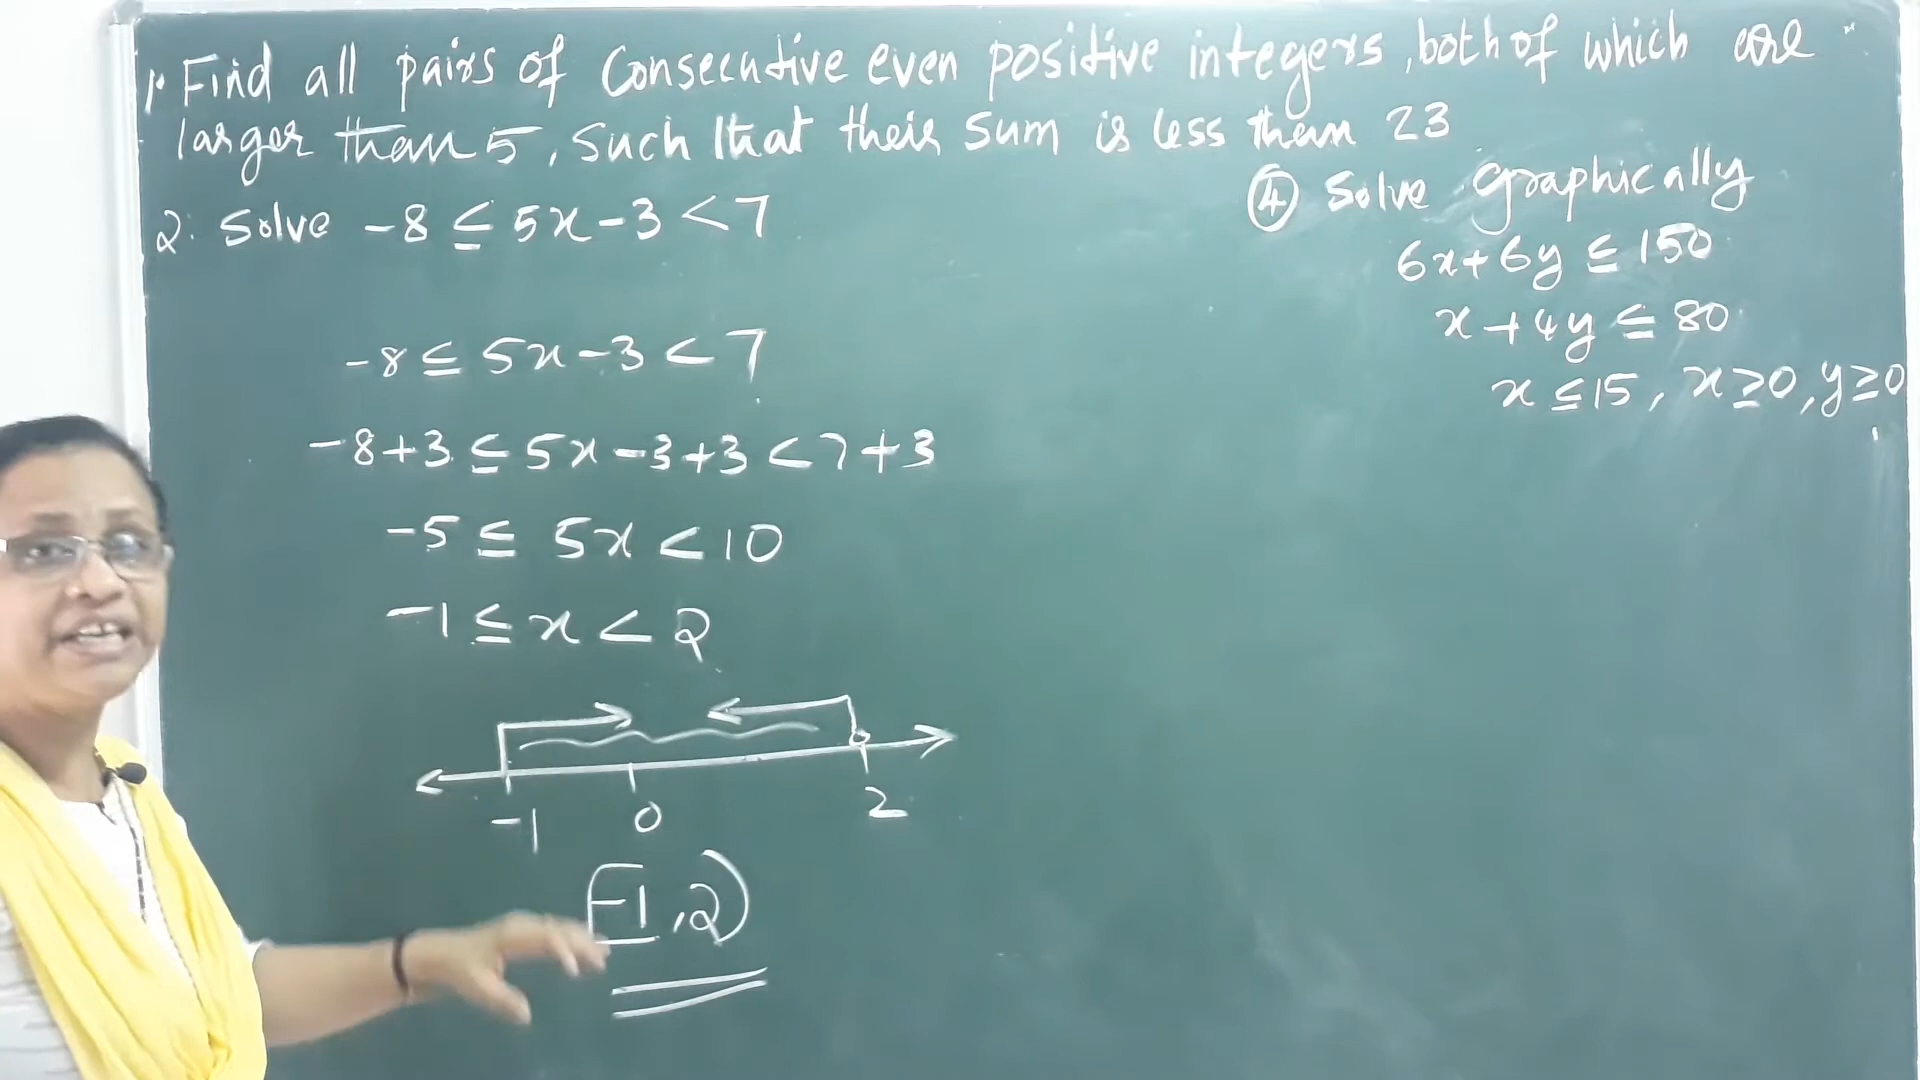 1. Find all pairs of Consecutive even positive integers, both of which are
larger than 5, Such that their Sum is less than 23
2. Solve -8 ≤ 5x-3 < 7
-8 ≤ 5x-3 < 7
-8+3 ≤ 5x-3+3 < 7+3
-5 ≤ 5x < 10
-1 ≤ x < 2
-1 0 2
[-1,2)
④ Solve graphically
6x+6y ≤ 150
x+4y ≤ 80
x ≤ 15, x ≥ 0, y ≥ 0